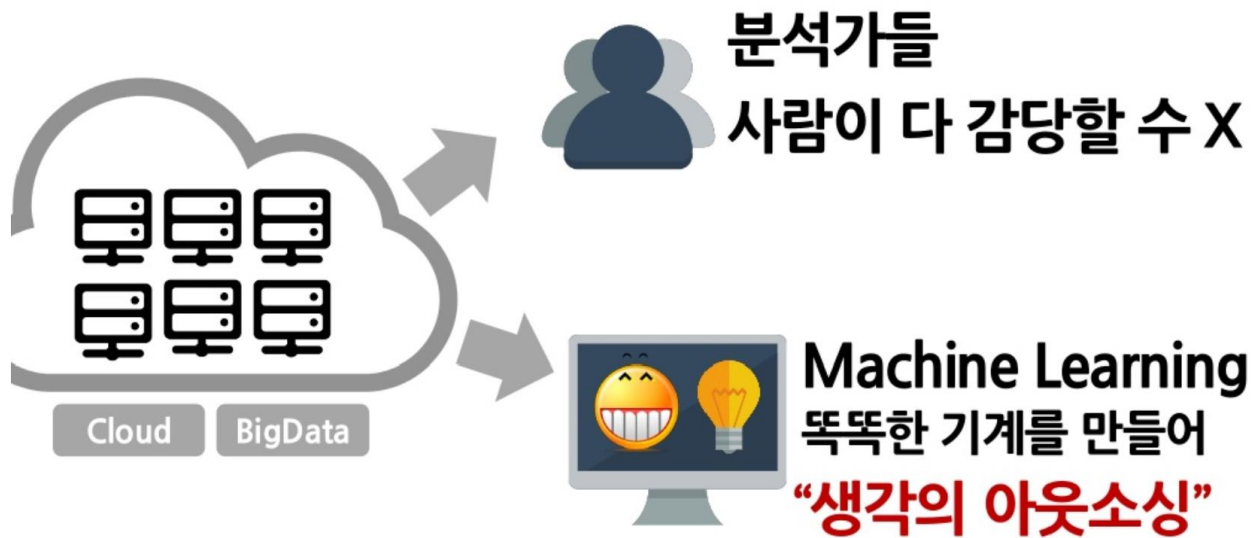 분석가들
사람이 다 감당할 수 X
Cloud
BigData
Machine Learning
똑똑한 기계를 만들어
“생각의 아웃소싱”